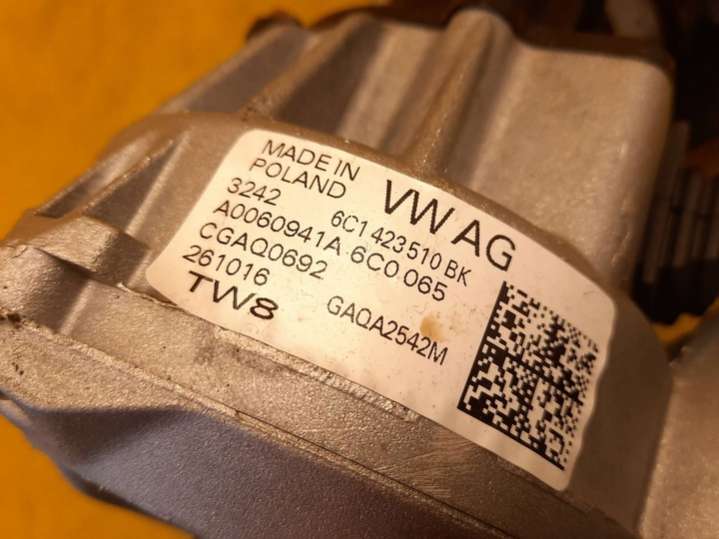 MADE IN
POLAND
VW AG
3242 6C1 423 510 BK
A0060941A 6C0 065
CGAQ0692
261016 GAQA2542M
TW8